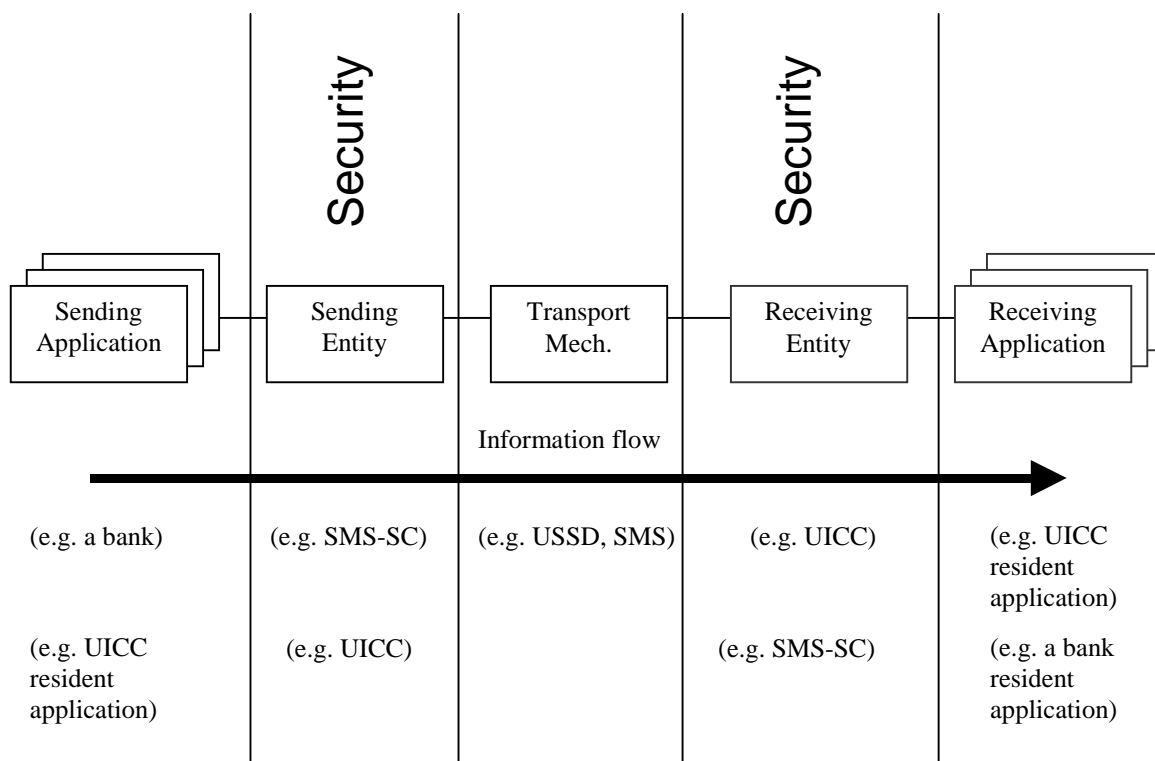 Security
Security
Sending
Application
Sending
Entity
Transport
Mech.
Receiving
Entity
Receiving
Application
Information flow
(e.g. a bank)
(e.g. SMS-SC)
(e.g. USSD, SMS)
(e.g. UICC)
(e.g. UICC
resident
application)
(e.g. UICC
resident
application)
(e.g. UICC)
(e.g. SMS-SC)
(e.g. a bank
resident
application)